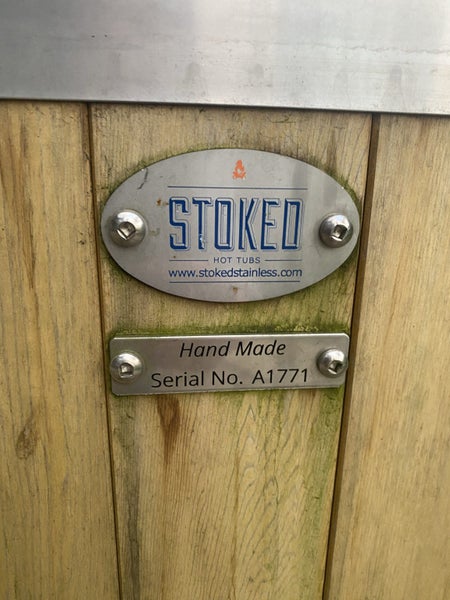 STOKED
HOT TUBS
www.stokedstainless.com
Hand Made
Serial No. A1771